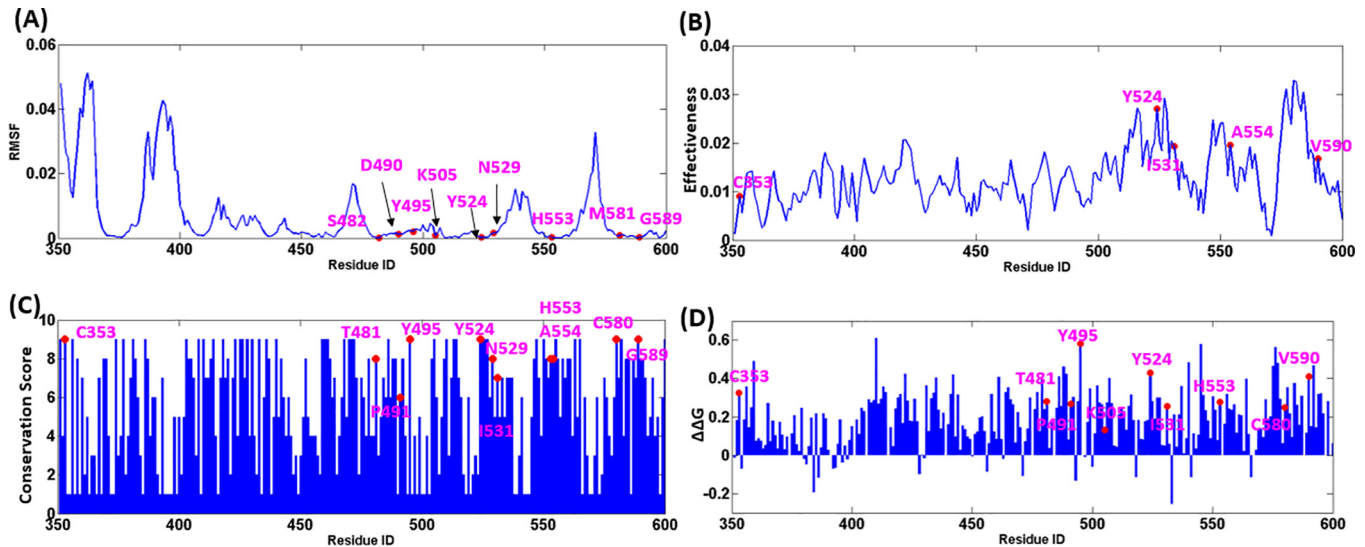 (A)
0.06
0.04
0.02
0
RMSF
D490
K505
N529
Y495
Y524
S482
H553
M581
G589
350
400
450
500
550
600
Residue ID
(B)
0.04
0.03
0.02
0.01
0
Effectiveness
Y524
A554
I531
V590
C353
350
400
450
500
550
600
Residue ID
(C)
10
8
6
4
2
0
Conservation Score
H553
C353
T481
Y495
Y524
A554
C580
N529
G589
P491
I531
350
400
450
500
550
600
Residue ID
(D)
0.6
0.4
0.2
0
-0.2
ΔΔG
Y495
Y524
V590
C353
T481
H553
K505
P491
I531
C580
350
400
450
500
550
600
Residue ID